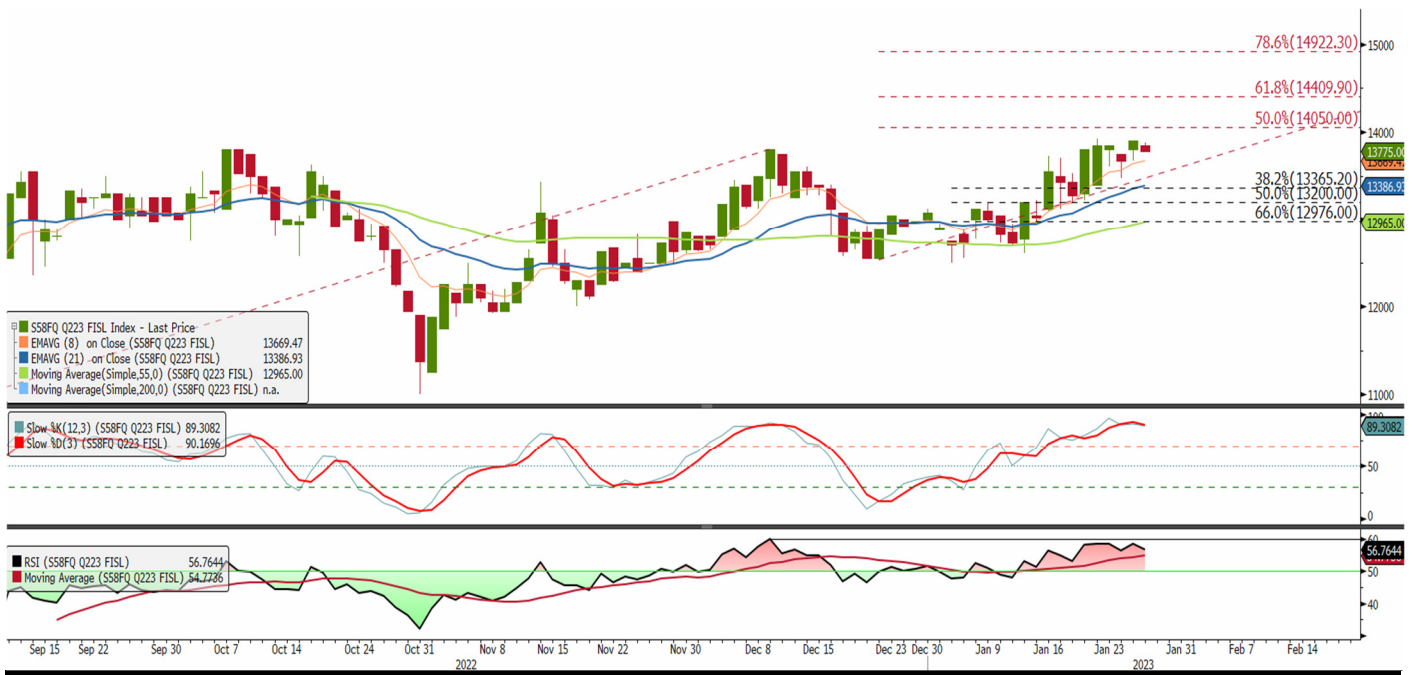 78.6%(14922.30)
15000
61.8%(14409.90)
50.0%(14050.00)
14000
13775.00
38.2%(13365.20)
13386.93
50.0%(13200.00)
66.0%(12976.00)
12965.00
12000
11000
S58FQ Q223 FISL Index - Last Price
EMAVG (8) on Close (S58FQ Q223 FISL) 13669.47
EMAVG (21) on Close (S58FQ Q223 FISL) 13386.93
Moving Average(Simple,55,0) (S58FQ Q223 FISL) 12965.00
Moving Average(Simple,200,0) (S58FQ Q223 FISL) n.a.
Slow %K(12,3) (S58FQ Q223 FISL) 89.3082
Slow %D(3) (S58FQ Q223 FISL) 90.1696
100
89.3082
50
0
RSI (S58FQ Q223 FISL) 56.7644
Moving Average (S58FQ Q223 FISL) 54.7736
60
56.7644
50
40
Sep 15 Sep 22 Sep 30 Oct 7 Oct 14 Oct 24 Oct 31 Nov 8 Nov 15 Nov 22 Nov 30 Dec 8 Dec 15 Dec 23 Dec 30 Jan 9 Jan 16 Jan 23 Jan 31 Feb 7 Feb 14
2022 2023